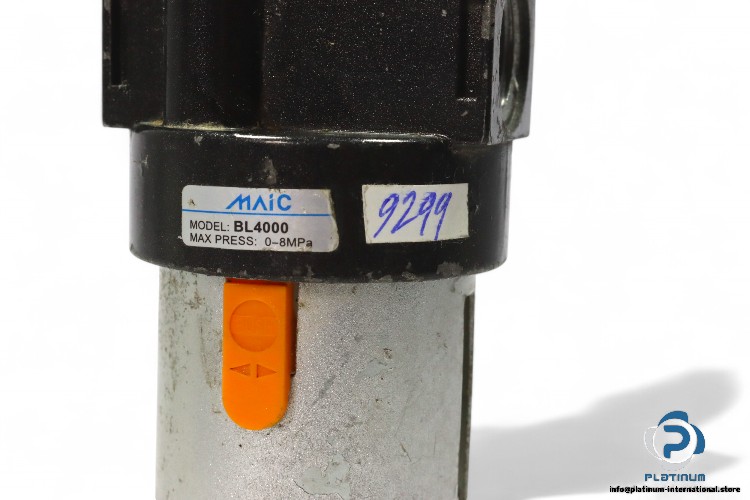 MAIC
MODEL: BL4000
MAX PRESS: 0-8MPa
9299
PLATINUM
info@platinum-international.store